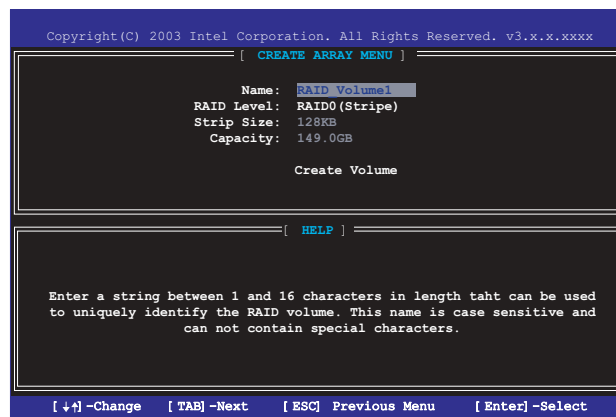 Copyright(C) 2003 Intel Corporation. All Rights Reserved. v3.x.x.xxxx
[ CREATE ARRAY MENU ]
Name: RAID Volume1
RAID Level: RAID0(Stripe)
Strip Size: 128KB
Capacity: 149.0GB
Create Volume
[ HELP ]
Enter a string between 1 and 16 characters in length taht can be used
to uniquely identify the RAID volume. This name is case sensitive and
can not contain special characters.
[↓↑]-Change [TAB]-Next [ESC] Previous Menu [Enter]-Select